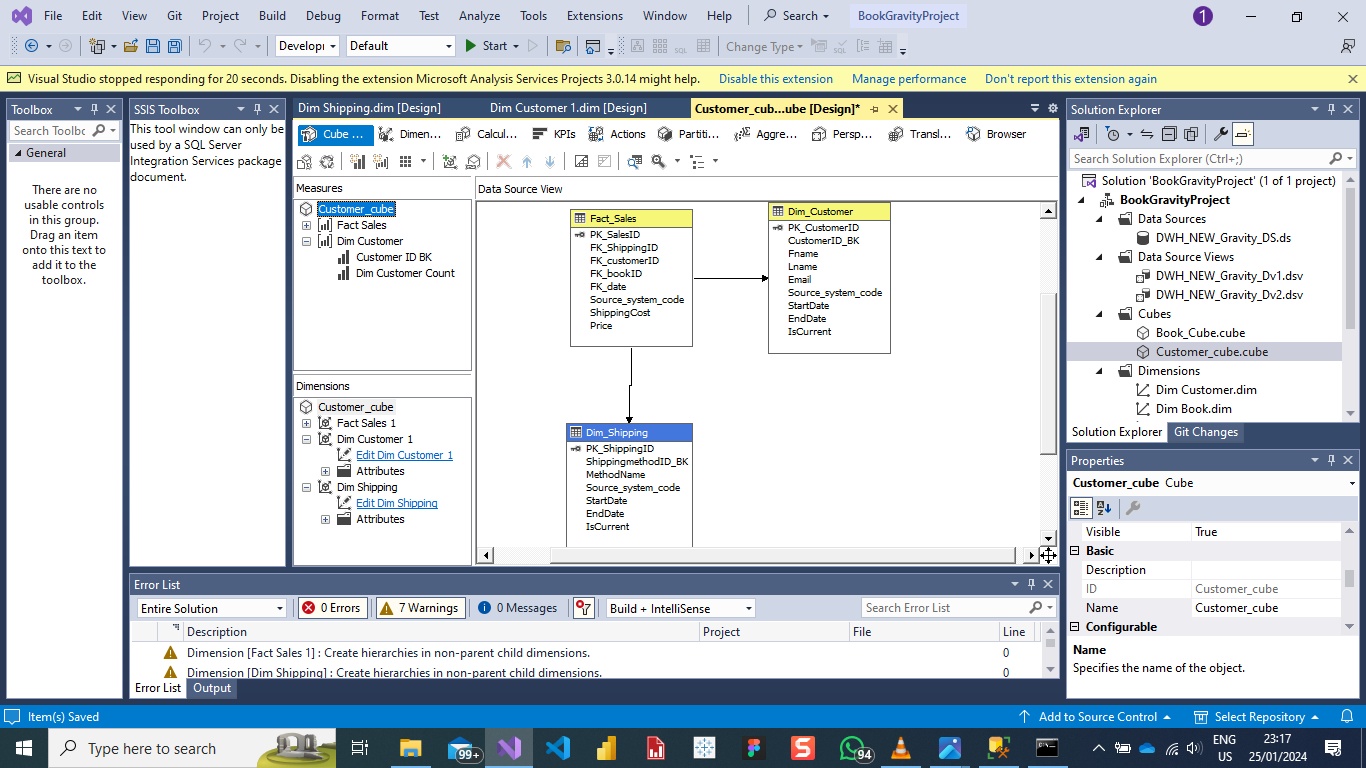 File Edit View Git Project Build Debug Format Test Analyze Tools Extensions Window Help Search BookGravityProject 1
Developi Default Start Change Type
Visual Studio stopped responding for 20 seconds. Disabling the extension Microsoft Analysis Services Projects 3.0.14 might help. Disable this extension Manage performance Don't report this extension again
Toolbox
Search Toolbc
General
There are no
usable controls
in this group.
Drag an item
onto this text to
add it to the
toolbox.
SSIS Toolbox
This tool window can only be
used by a SQL Server
Integration Services package
document.
Dim Shipping.dim [Design] Dim Customer 1.dim [Design] Customer_cub...ube [Design]*
Cube ... Dimen... Calcul... KPIs Actions Partiti... Aggre... Persp... Transl... Browser
Measures
Customer_cube
Fact Sales
Dim Customer
Customer ID BK
Dim Customer Count
Dimensions
Customer_cube
Fact Sales 1
Dim Customer 1
Edit Dim Customer 1
Attributes
Dim Shipping
Edit Dim Shipping
Attributes
Data Source View
Fact_Sales
PK_SalesID
FK_ShippingID
FK_customerID
FK_bookID
FK_date
Source_system_code
ShippingCost
Price
Dim_Customer
PK_CustomerID
CustomerID_BK
Fname
Lname
Email
Source_system_code
StartDate
EndDate
IsCurrent
Dim_Shipping
PK_ShippingID
ShippingmethodID_BK
MethodName
Source_system_code
StartDate
EndDate
IsCurrent
Solution Explorer
Search Solution Explorer (Ctrl+;)
Solution 'BookGravityProject' (1 of 1 project)
BookGravityProject
Data Sources
DWH_NEW_Gravity_DS.ds
Data Source Views
DWH_NEW_Gravity_Dv1.dsv
DWH_NEW_Gravity_Dv2.dsv
Cubes
Book_Cube.cube
Customer_cube.cube
Dimensions
Dim Customer.dim
Dim Book.dim
Solution Explorer Git Changes
Properties
Customer_cube Cube
Visible True
Basic
Description
ID Customer_cube
Name Customer_cube
Configurable
Name
Specifies the name of the object.
Error List
Entire Solution 0 Errors 7 Warnings 0 Messages Build + IntelliSense Search Error List
Description Project File Line
Dimension [Fact Sales 1] : Create hierarchies in non-parent child dimensions. 0
Dimension [Dim Shipping] : Create hierarchies in non-parent child dimensions. 0
Error List Output
Item(s) Saved Add to Source Control Select Repository
Type here to search 99+ 94 ENG US 23:17 25/01/2024